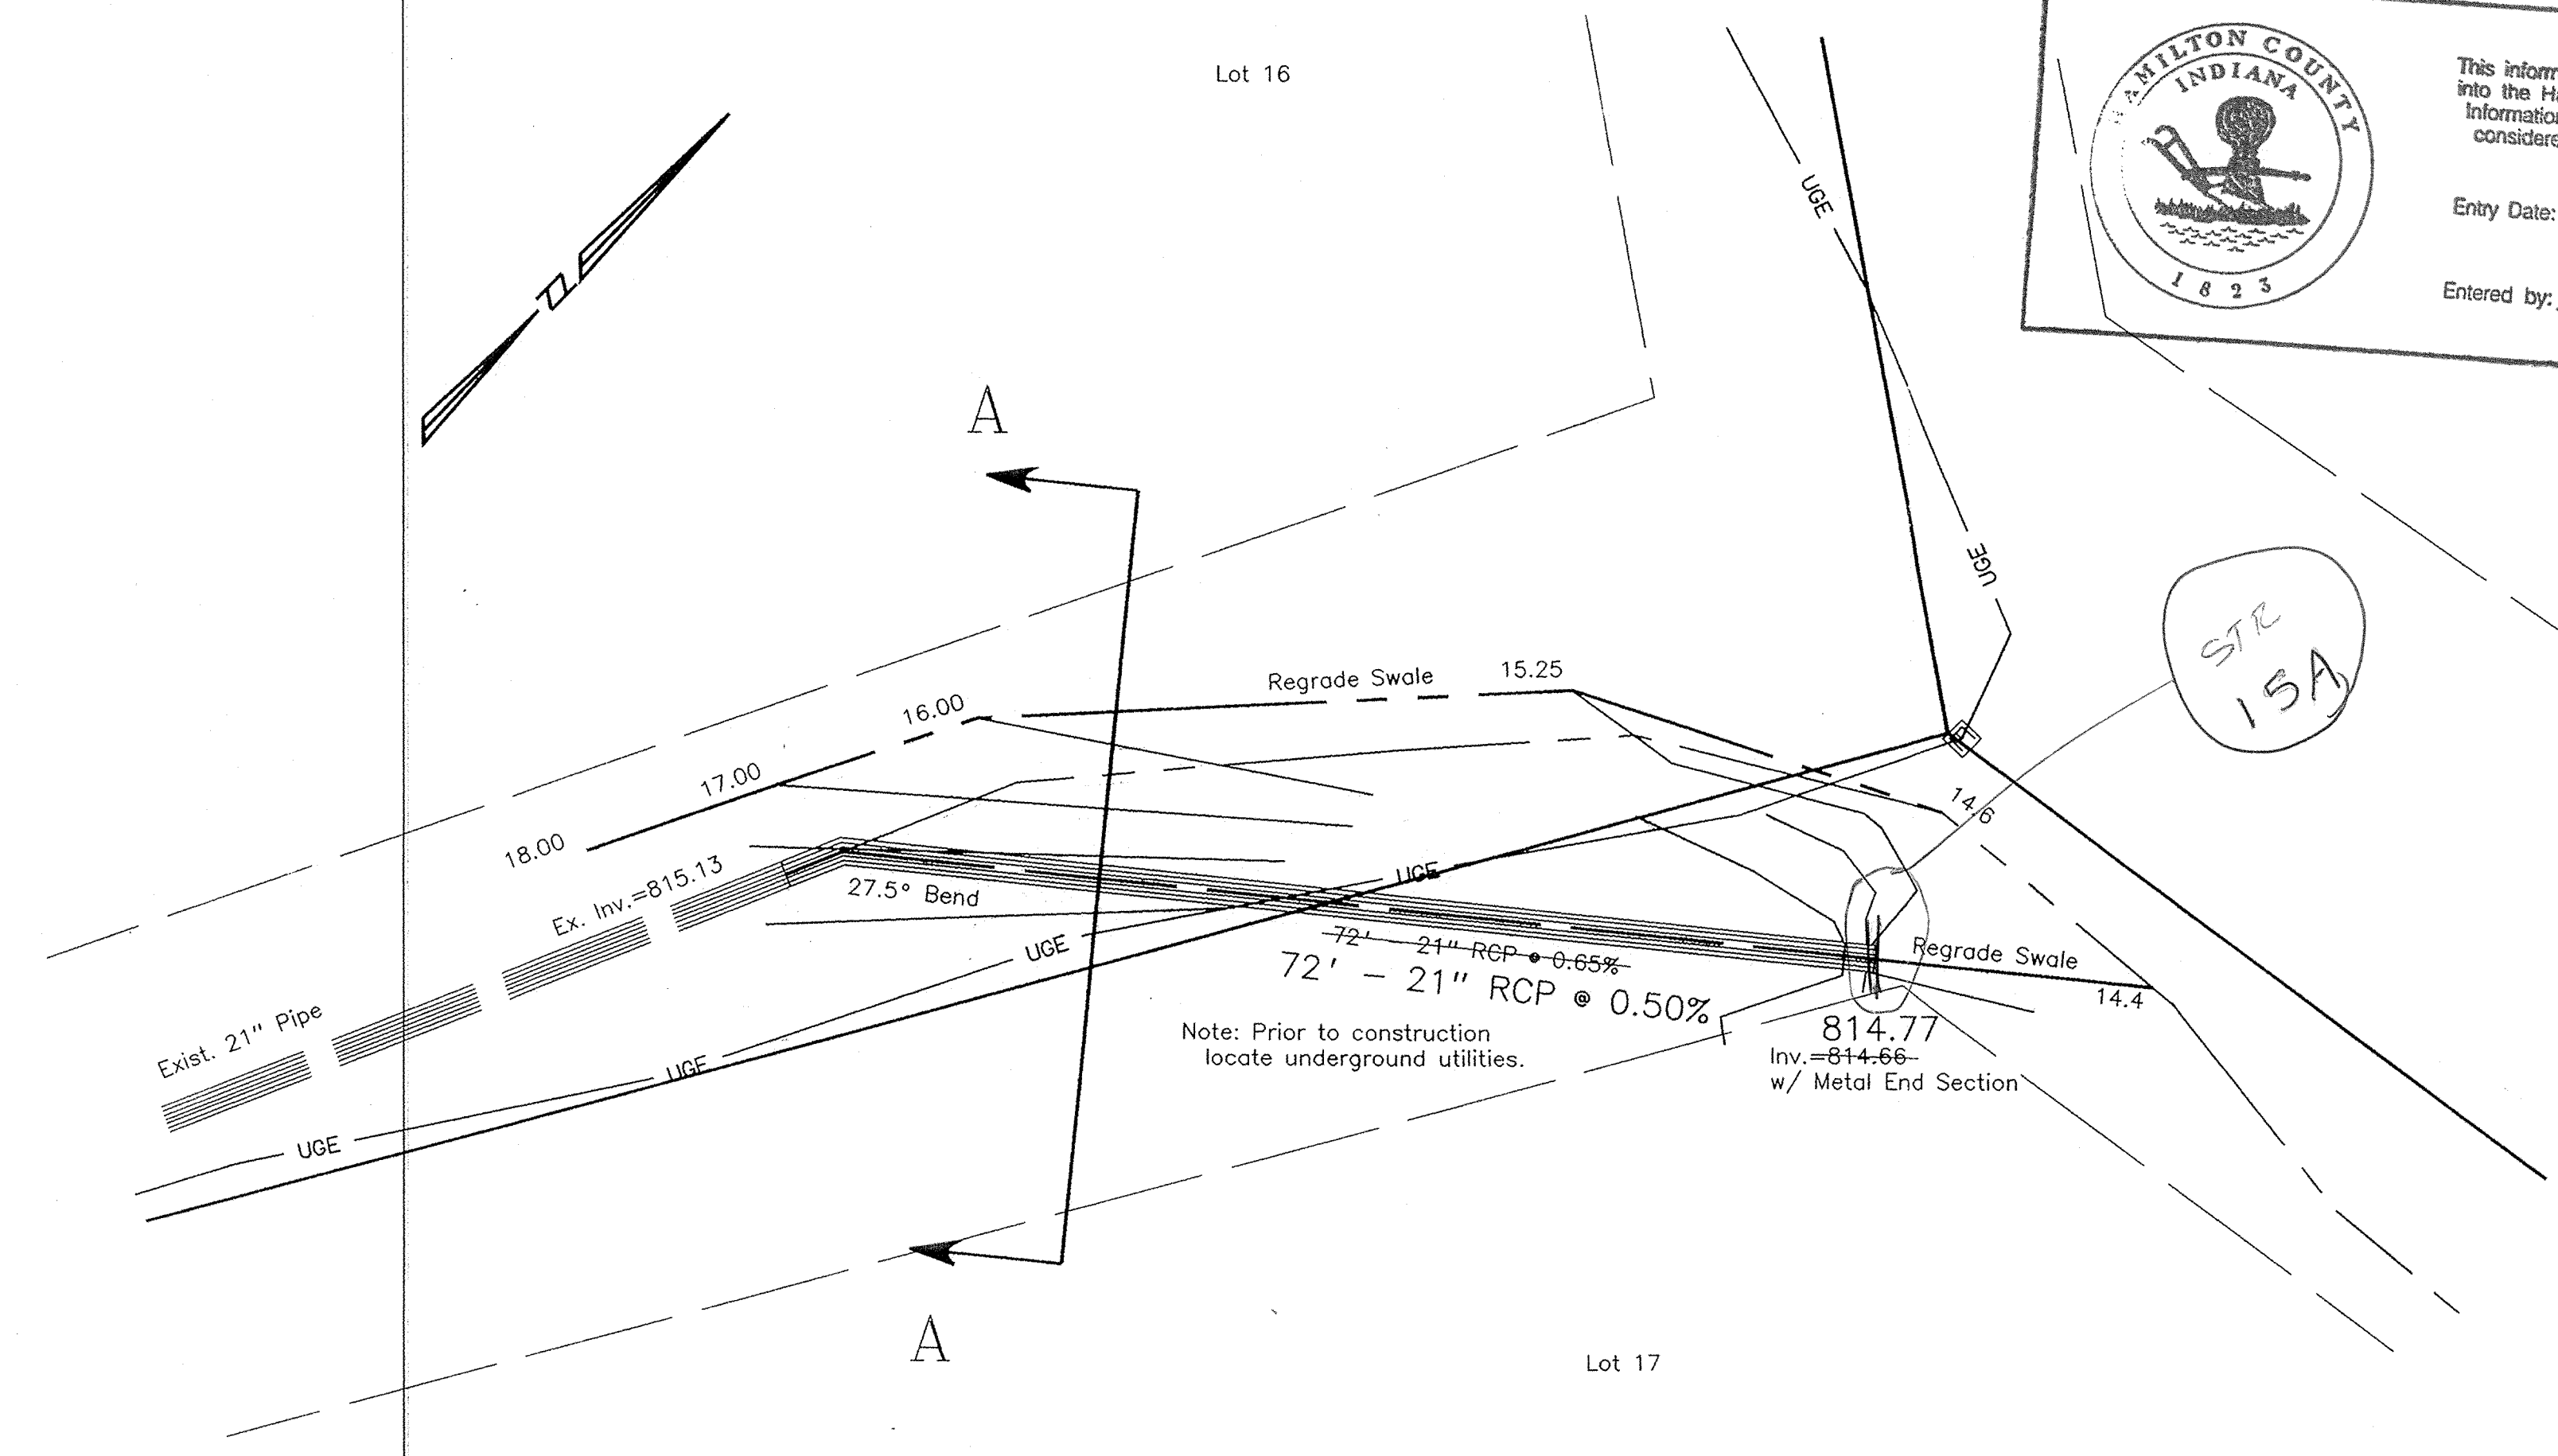 Lot 16
HAMILTON COUNTY
INDIANA
1823
This inform
into the Ha
Informatio
considere
Entry Date:
Entered by:
Z
UGE
A
UGE
STR
15A
Regrade Swale
15.25
16.00
17.00
18.00
14.6
Ex. Inv.=815.13
27.5° Bend
UGE
UGE
72' - 21" RCP @ 0.65%
72' - 21" RCP @ 0.50%
Regrade Swale
14.4
Exist. 21" Pipe
Note: Prior to construction
locate underground utilities.
814.77
Inv.=814.66
w/ Metal End Section
UGE
UGE
A
Lot 17